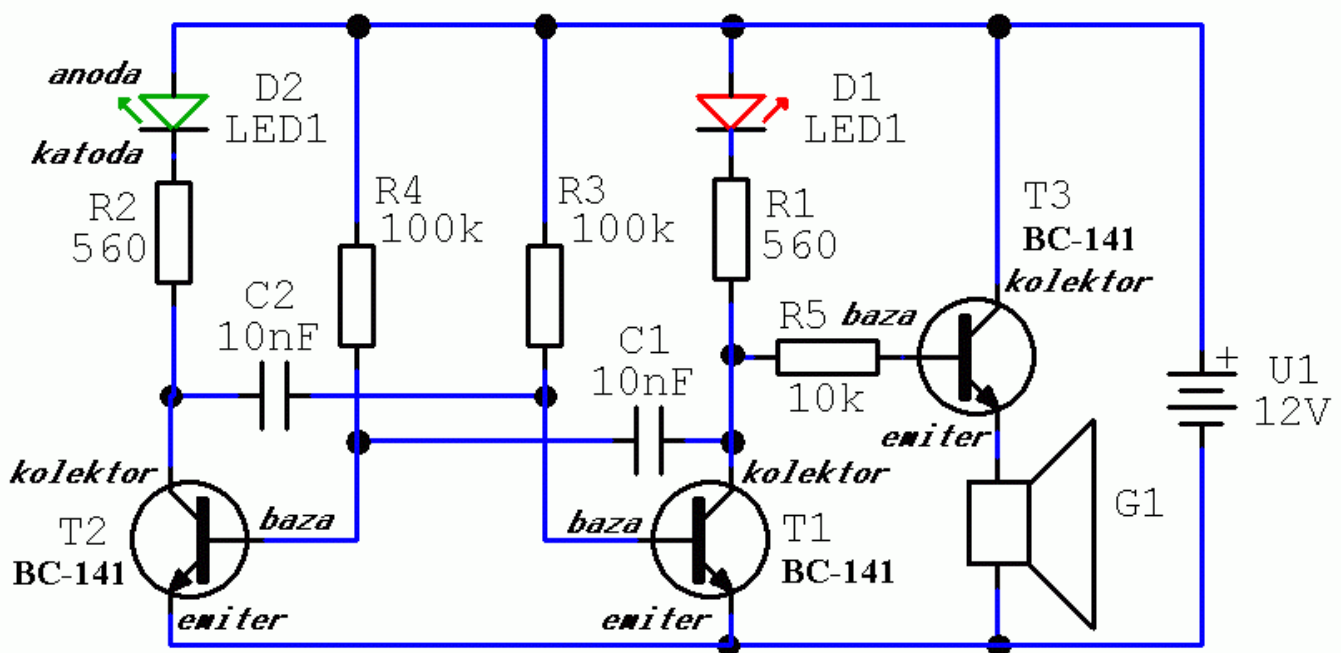 anoda
D2
LED1
katoda
R2
560
R4
100k
R3
100k
D1
LED1
R1
560
T3
BC-141
kolektor
C2
10nF
C1
10nF
R5
baza
10k
emiter
+
U1
12V
kolektor
T2
BC-141
baza
emiter
kolektor
baza
T1
BC-141
emiter
G1